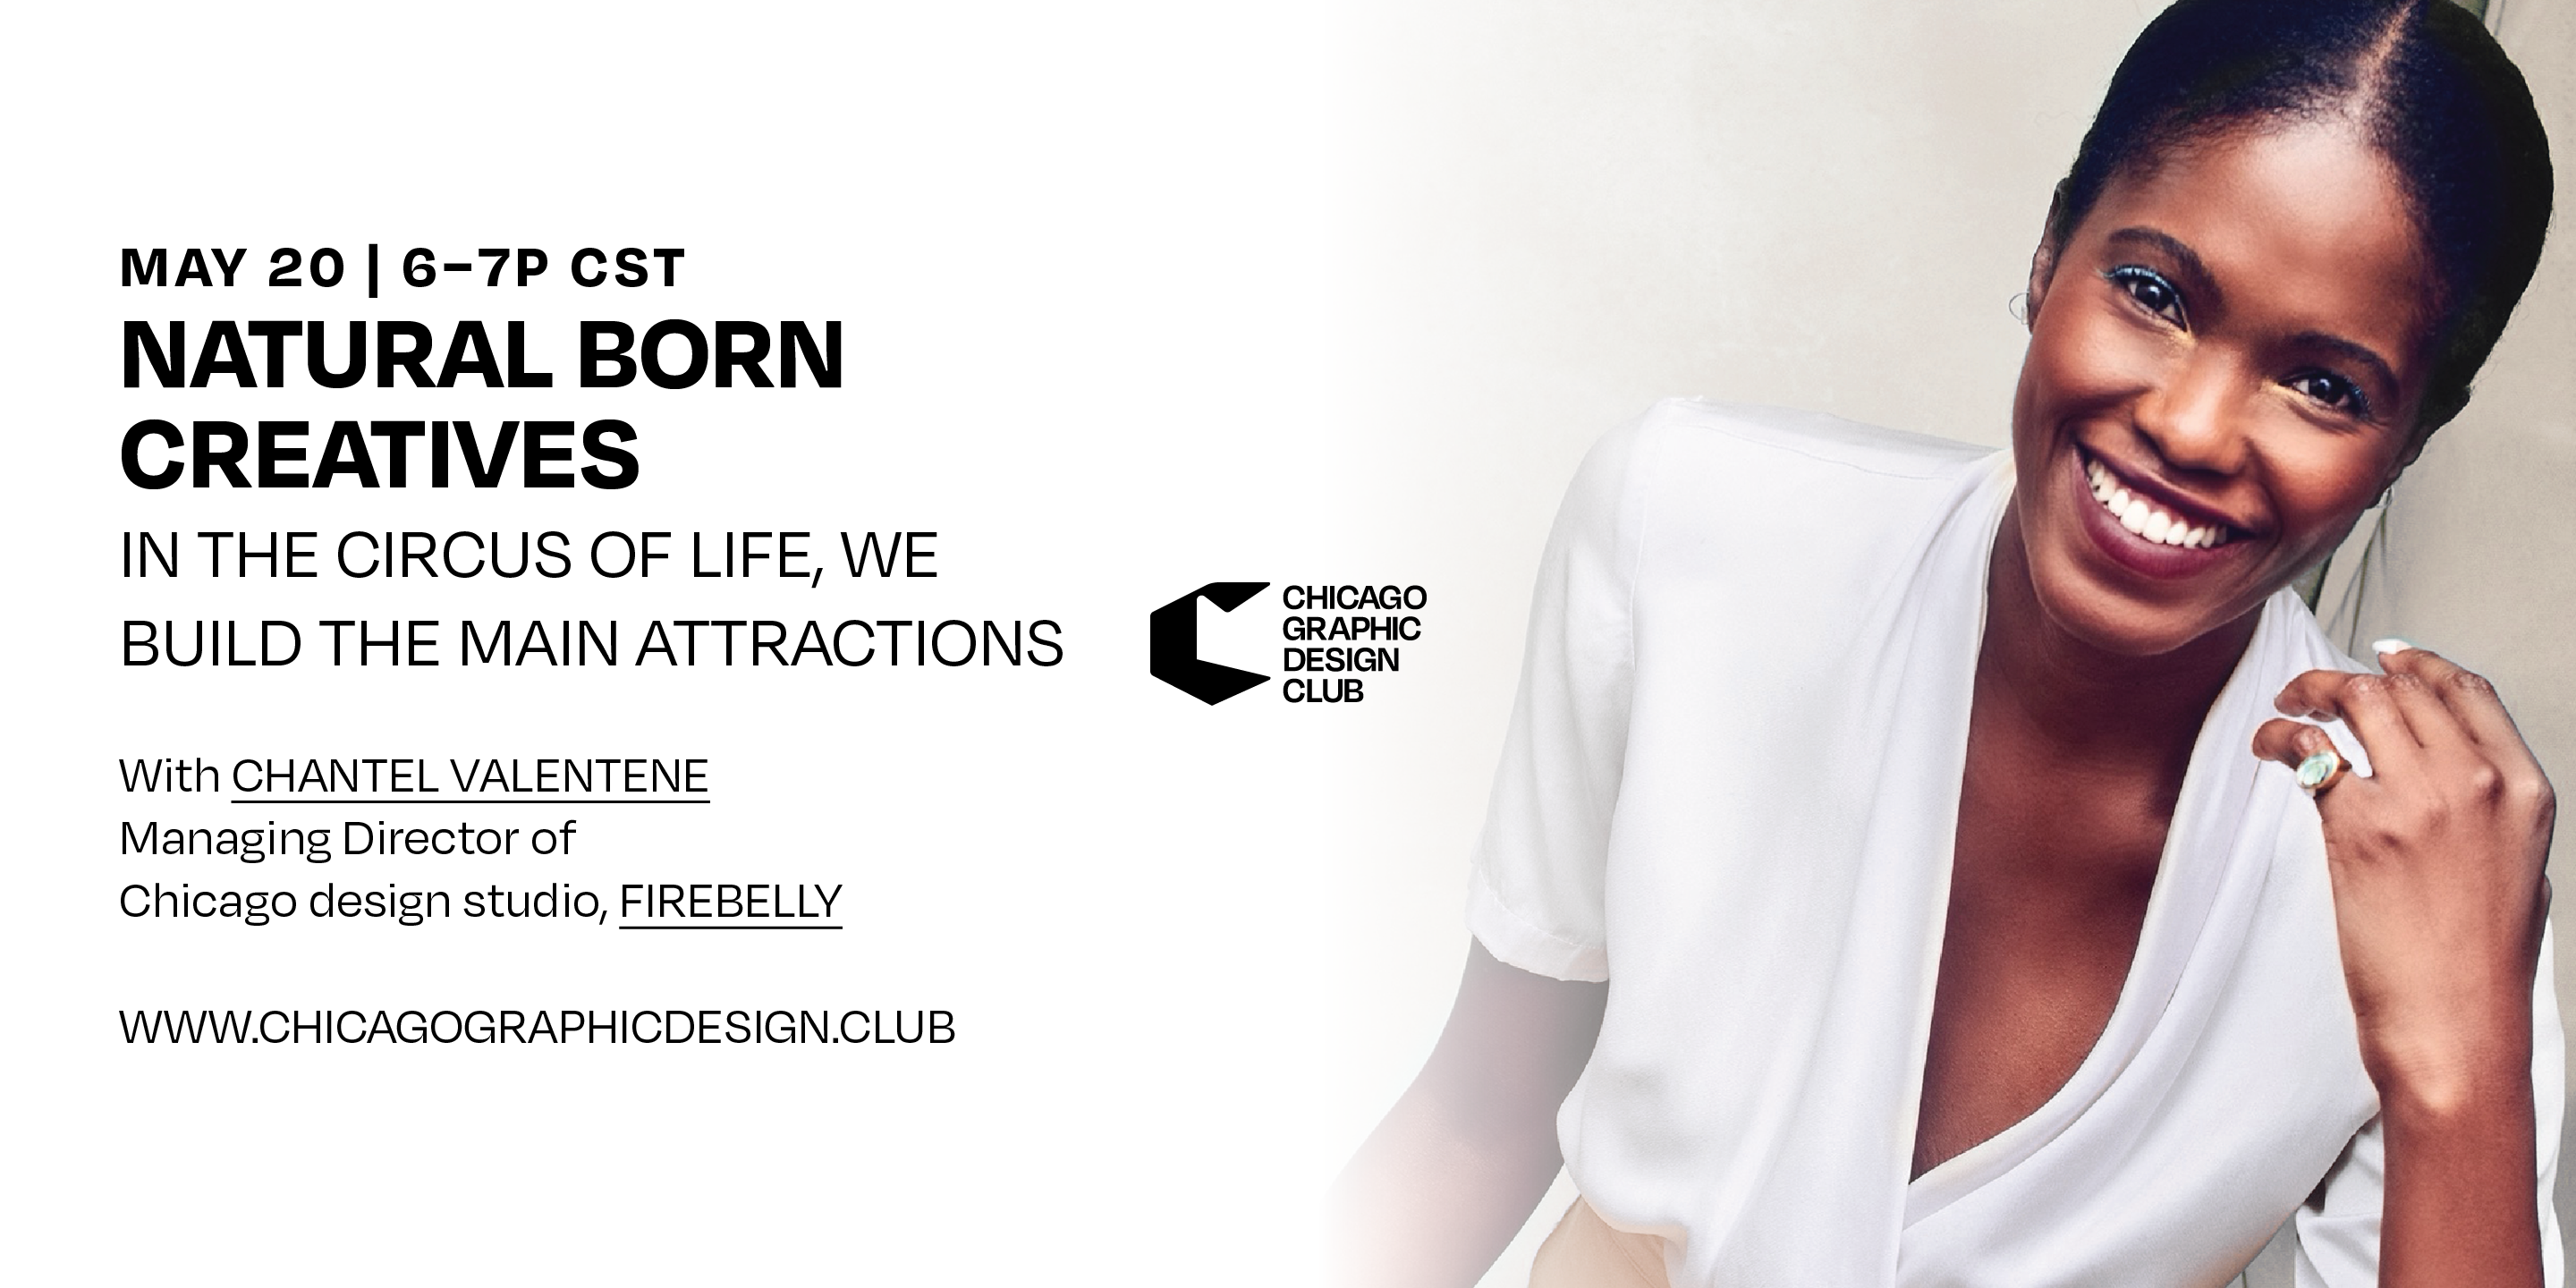 MAY 20 | 6–7P CST
NATURAL BORN
CREATIVES
IN THE CIRCUS OF LIFE, WE
BUILD THE MAIN ATTRACTIONS
With CHANTEL VALENTENE
Managing Director of
Chicago design studio, FIREBELLY
WWW.CHICAGOGRAPHICDESIGN.CLUB
CHICAGO
GRAPHIC
DESIGN
CLUB